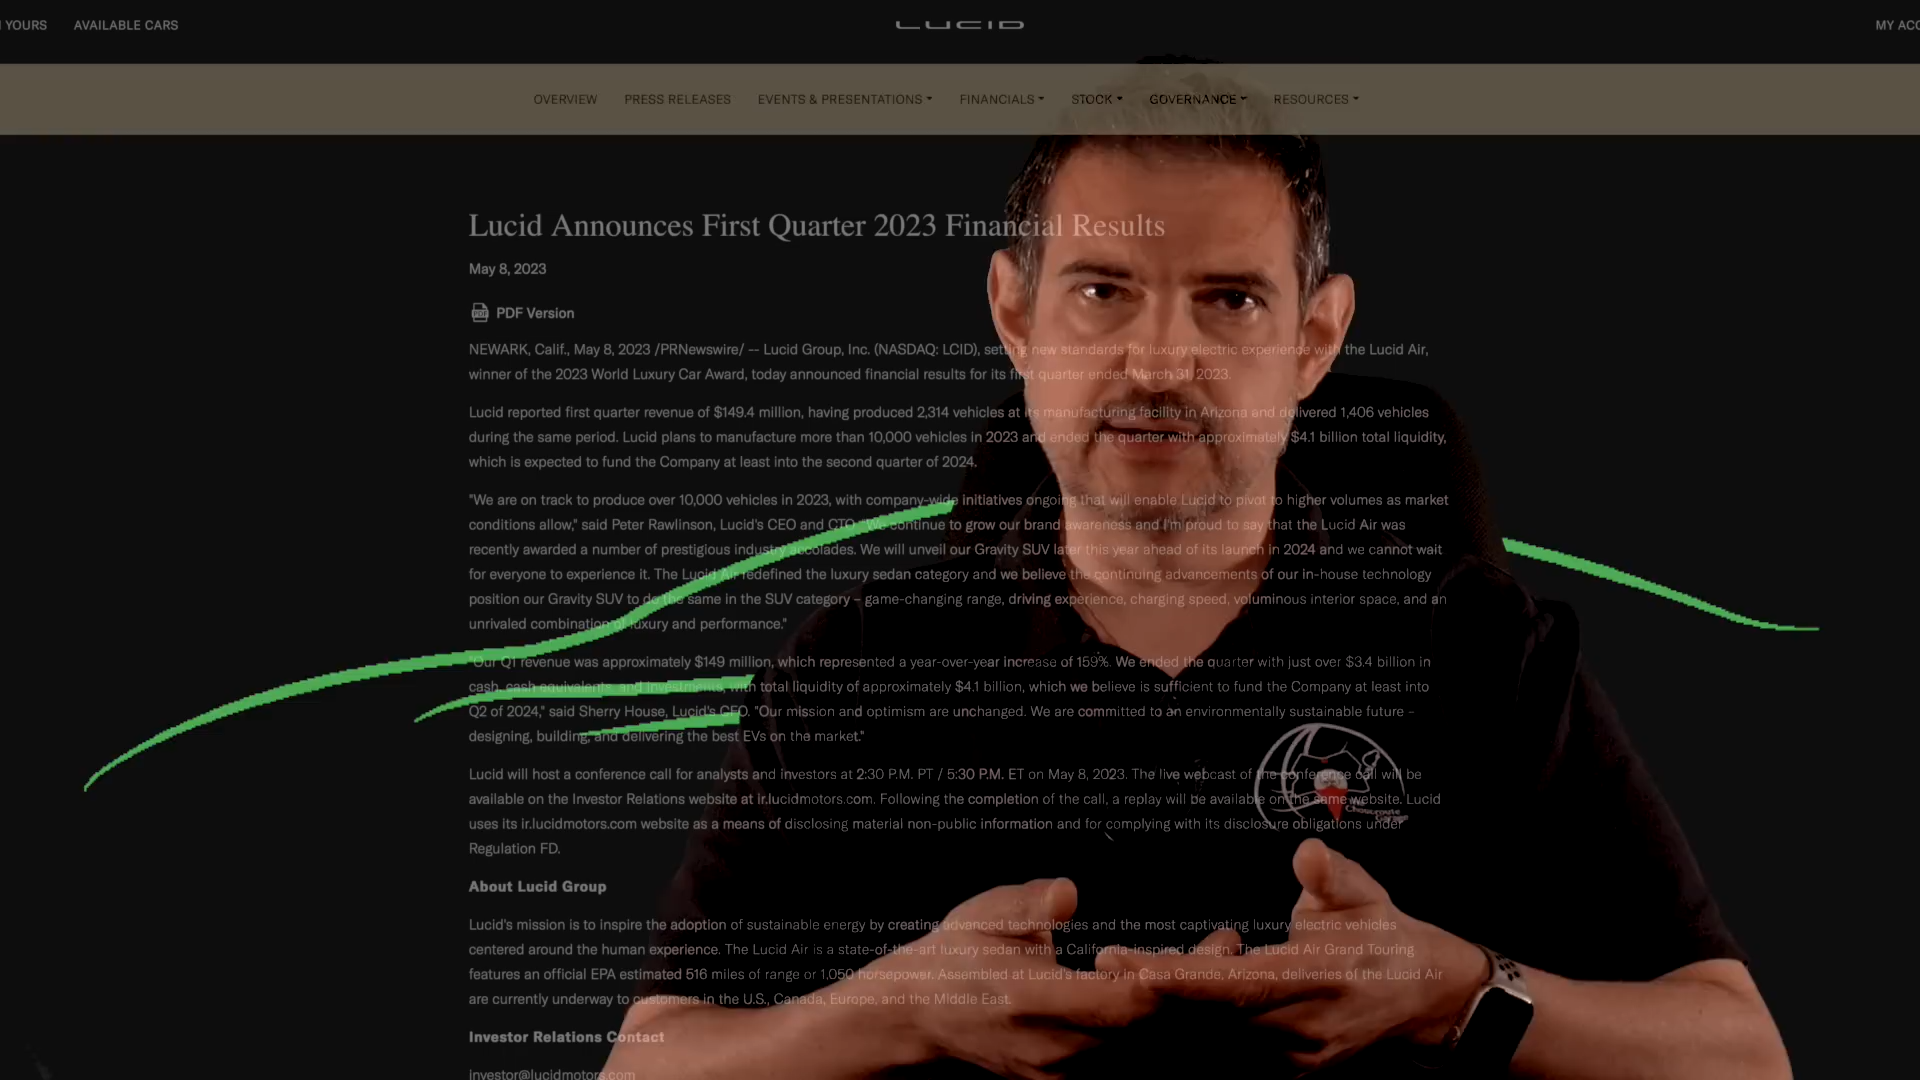 YOURS
AVAILABLE CARS
LUCID
MY ACC
OVERVIEW
PRESS RELEASES
EVENTS & PRESENTATIONS
FINANCIALS
STOCK
GOVERNANCE
RESOURCES
Lucid Announces First Quarter 2023 Financial Results
May 8, 2023
PDF Version
NEWARK, Calif., May 8, 2023 /PRNewswire/ -- Lucid Group, Inc. (NASDAQ: LCID), setting new standards for luxury electric experience with the Lucid Air,
winner of the 2023 World Luxury Car Award, today announced financial results for its first quarter ended March 31, 2023.
Lucid reported first quarter revenue of $149.4 million, having produced 2,314 vehicles at its manufacturing facility in Arizona and delivered 1,406 vehicles
during the same period. Lucid plans to manufacture more than 10,000 vehicles in 2023 and ended the quarter with approximately $4.1 billion total liquidity,
which is expected to fund the Company at least into the second quarter of 2024.
"We are on track to produce over 10,000 vehicles in 2023, with company-wide initiatives ongoing that will enable Lucid to pivot to higher volumes as market
conditions allow," said Peter Rawlinson, Lucid's CEO and CTO. "We continue to grow our brand awareness and I'm proud to say that the Lucid Air was
recently awarded a number of prestigious industry accolades. We will unveil our Gravity SUV later this year ahead of its launch in 2024 and we cannot wait
for everyone to experience it. The Lucid Air redefined the luxury sedan category and we believe the continuing advancements of our in-house technology
position our Gravity SUV to do the same in the SUV category – game-changing range, driving experience, charging speed, voluminous interior space, and an
unrivaled combination of luxury and performance."
"Our Q1 revenue was approximately $149 million, which represented a year-over-year increase of 159%. We ended the quarter with just over $3.4 billion in
cash, cash equivalents, and investments, with total liquidity of approximately $4.1 billion, which we believe is sufficient to fund the Company at least into
Q2 of 2024," said Sherry House, Lucid's CFO. "Our mission and optimism are unchanged. We are committed to an environmentally sustainable future –
designing, building, and delivering the best EVs on the market."
Lucid will host a conference call for analysts and investors at 2:30 P.M. PT / 5:30 P.M. ET on May 8, 2023. The live webcast of the conference call will be
available on the Investor Relations website at ir.lucidmotors.com. Following the completion of the call, a replay will be available on the same website. Lucid
uses its ir.lucidmotors.com website as a means of disclosing material non-public information and for complying with its disclosure obligations under
Regulation FD.
About Lucid Group
Lucid's mission is to inspire the adoption of sustainable energy by creating advanced technologies and the most captivating luxury electric vehicles
centered around the human experience. The Lucid Air is a state-of-the-art luxury sedan with a California-inspired design. The Lucid Air Grand Touring
features an official EPA estimated 516 miles of range or 1,050 horsepower. Assembled at Lucid's factory in Casa Grande, Arizona, deliveries of the Lucid Air
are currently underway to customers in the U.S., Canada, Europe, and the Middle East.
Investor Relations Contact
investor@lucidmotors.com